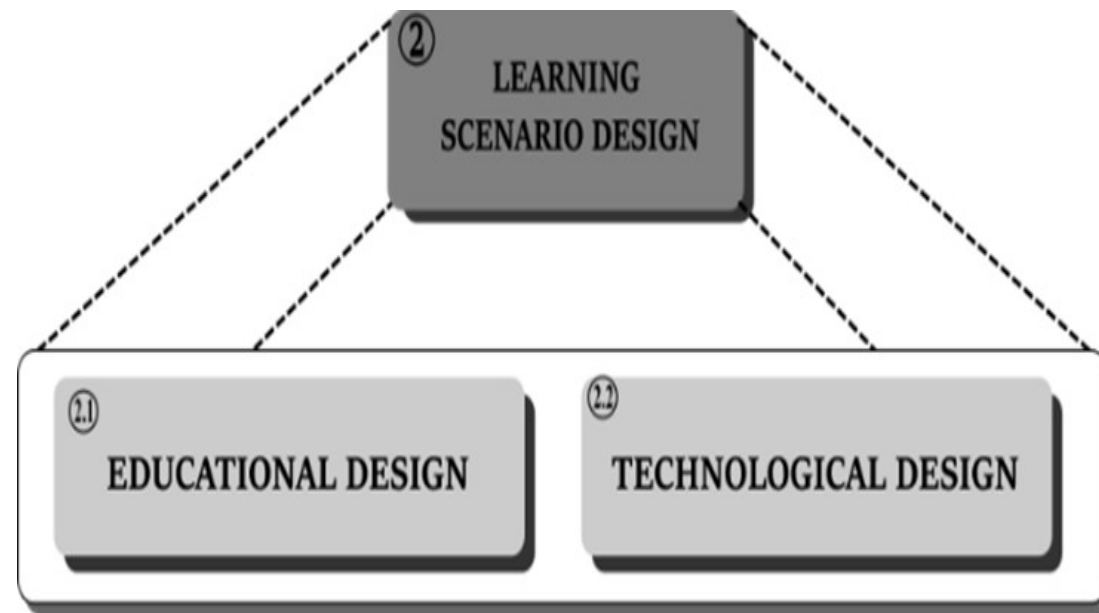 2
LEARNING
SCENARIO DESIGN
2.1
EDUCATIONAL DESIGN
2.2
TECHNOLOGICAL DESIGN